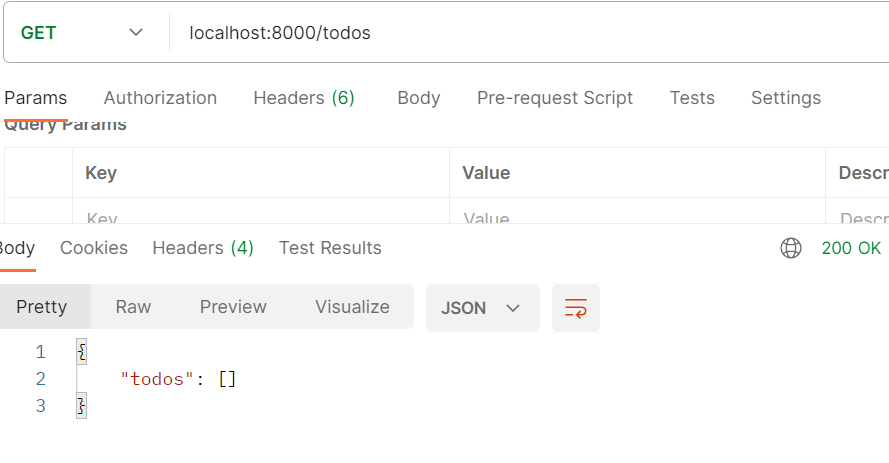 GET localhost:8000/todos
Params Authorization Headers (6) Body Pre-request Script Tests Settings
Query Params
Key Value Descr
Key Value Descr
Body Cookies Headers (4) Test Results 200 OK
Pretty Raw Preview Visualize JSON
1 {
2 "todos": []
3 }